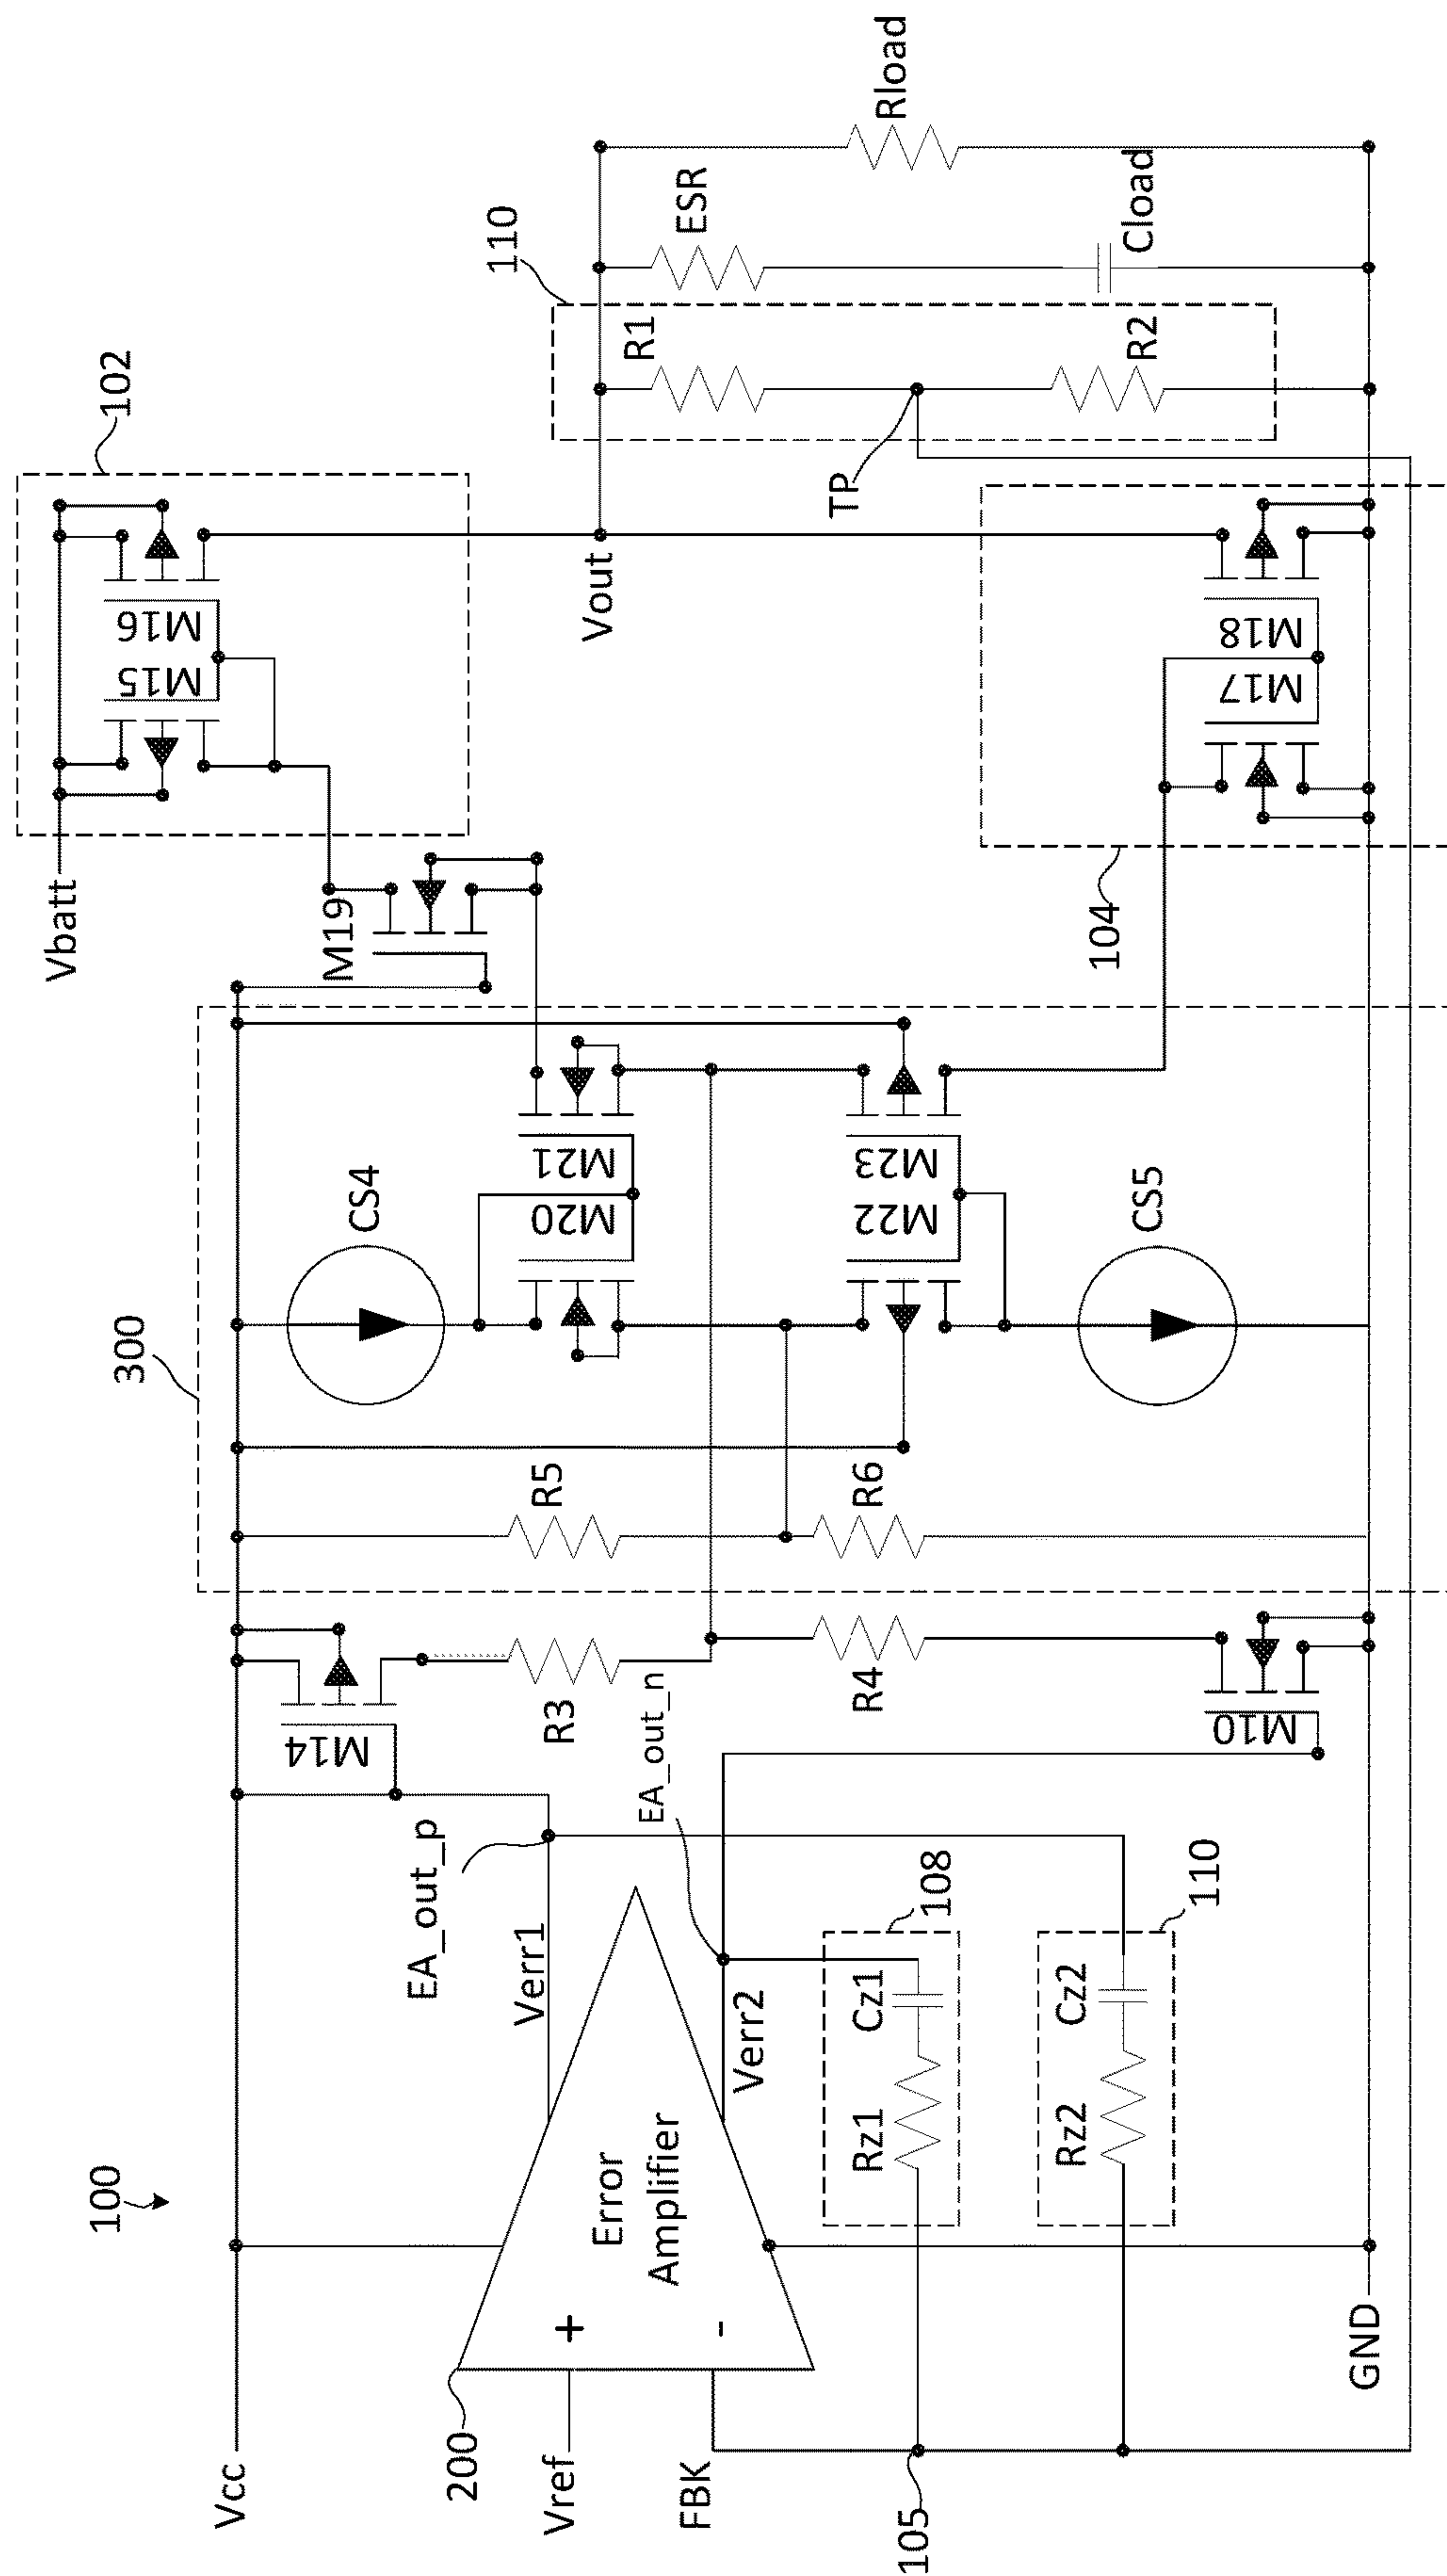 100
Vcc
200
Vref
FBK
105
GND
+
-
Error
Amplifier
Verr1
Verr2
EA_out_p
EA_out_n
Rz1
Cz1
108
Rz2
Cz2
110
M14
R3
R4
M10
300
R5
R6
CS4
M20
M21
M22
M23
CS5
M19
Vbatt
102
M15
M16
Vout
104
M17
M18
TP
110
R1
R2
ESR
Cload
Rload